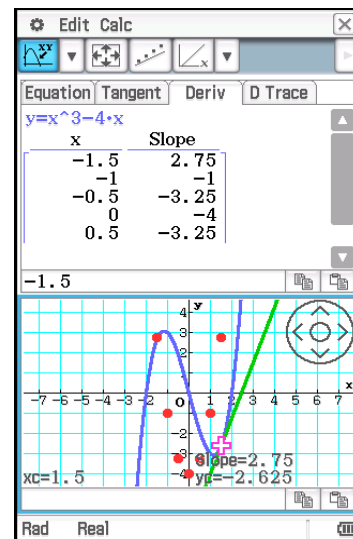 Edit Calc
Equation Tangent Deriv D Trace
y=x^3-4·x
x Slope
-1.5 2.75
-1 -1
-0.5 -3.25
0 -4
0.5 -3.25
-1.5
y
4
3
2
1
-7 -6 -5 -4 -3 -2 -1 O 1 2 3 4 5 6 7 x
-1
-2
-3
-4
Slope=2.75
xc=1.5 yc=-2.625
Rad Real